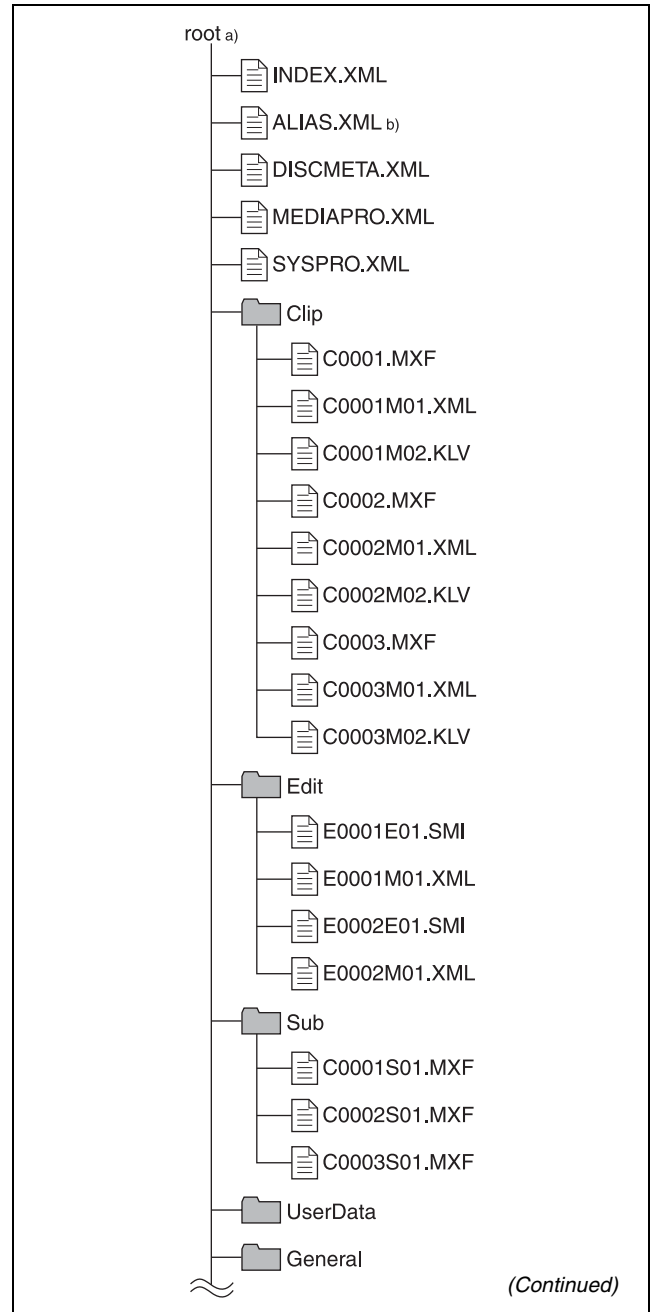 root a)
INDEX.XML
ALIAS.XML b)
DISCMETA.XML
MEDIAPRO.XML
SYSPRO.XML
Clip
C0001.MXF
C0001M01.XML
C0001M02.KLV
C0002.MXF
C0002M01.XML
C0002M02.KLV
C0003.MXF
C0003M01.XML
C0003M02.KLV
Edit
E0001E01.SMI
E0001M01.XML
E0002E01.SMI
E0002M01.XML
Sub
C0001S01.MXF
C0002S01.MXF
C0003S01.MXF
UserData
General
(Continued)